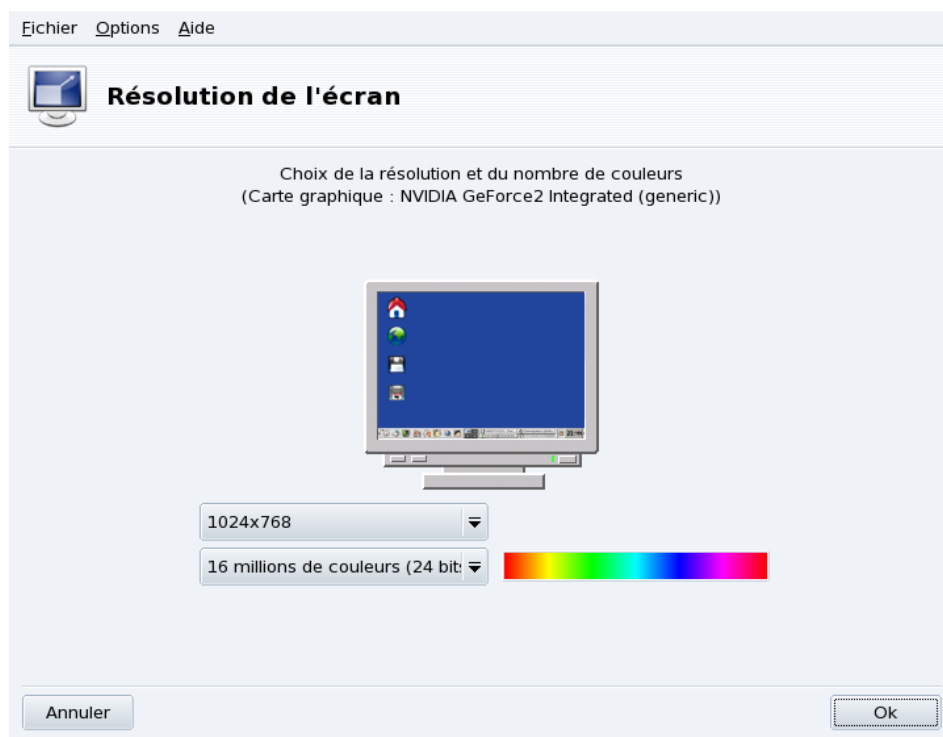 Fichier Options Aide
Résolution de l'écran
Choix de la résolution et du nombre de couleurs
(Carte graphique : NVIDIA GeForce2 Integrated (generic))
1024x768
16 millions de couleurs (24 bit
Annuler
Ok